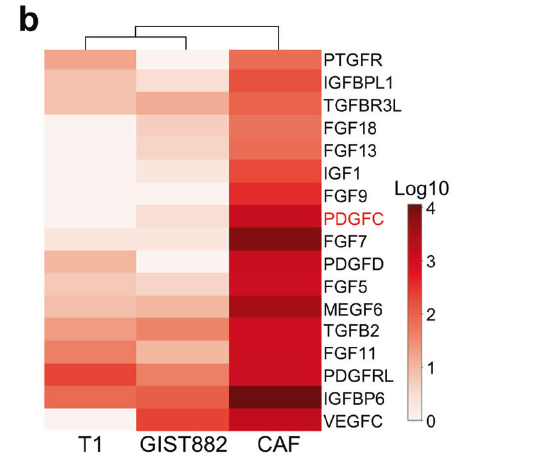 b
PTGFR
IGFBPL1
TGFBR3L
FGF18
FGF13
IGF1
FGF9
PDGFC
FGF7
PDGFD
FGF5
MEGF6
TGFB2
FGF11
PDGFRL
IGFBP6
VEGFC
T1 GIST882 CAF
Log10
4
3
2
1
0